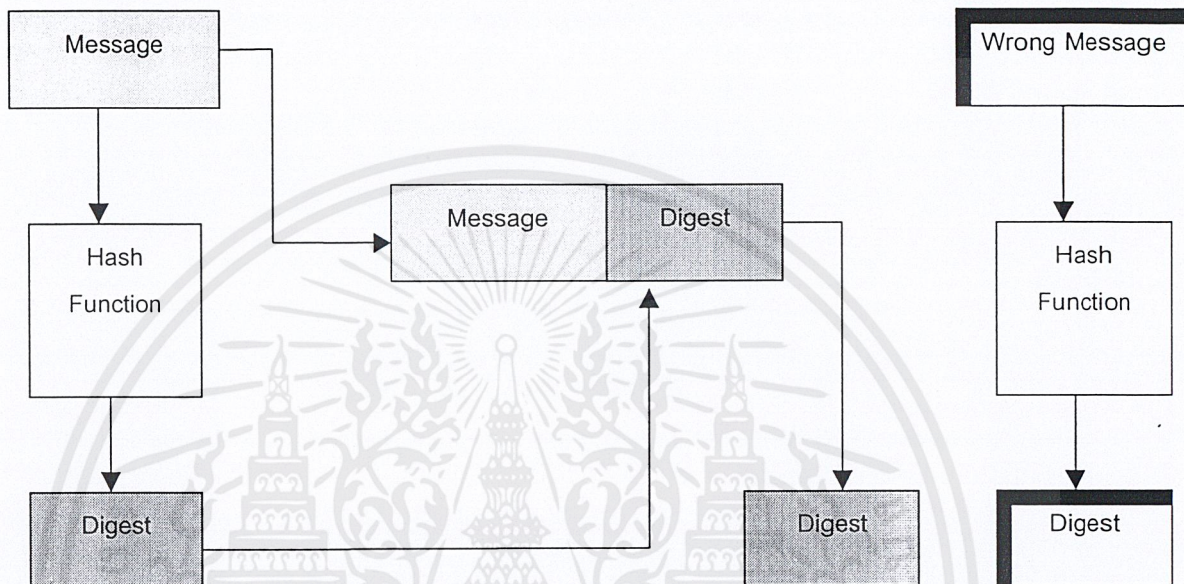 Message
Wrong Message
Message
Digest
Hash
Function
Hash
Function
Digest
Digest
Digest